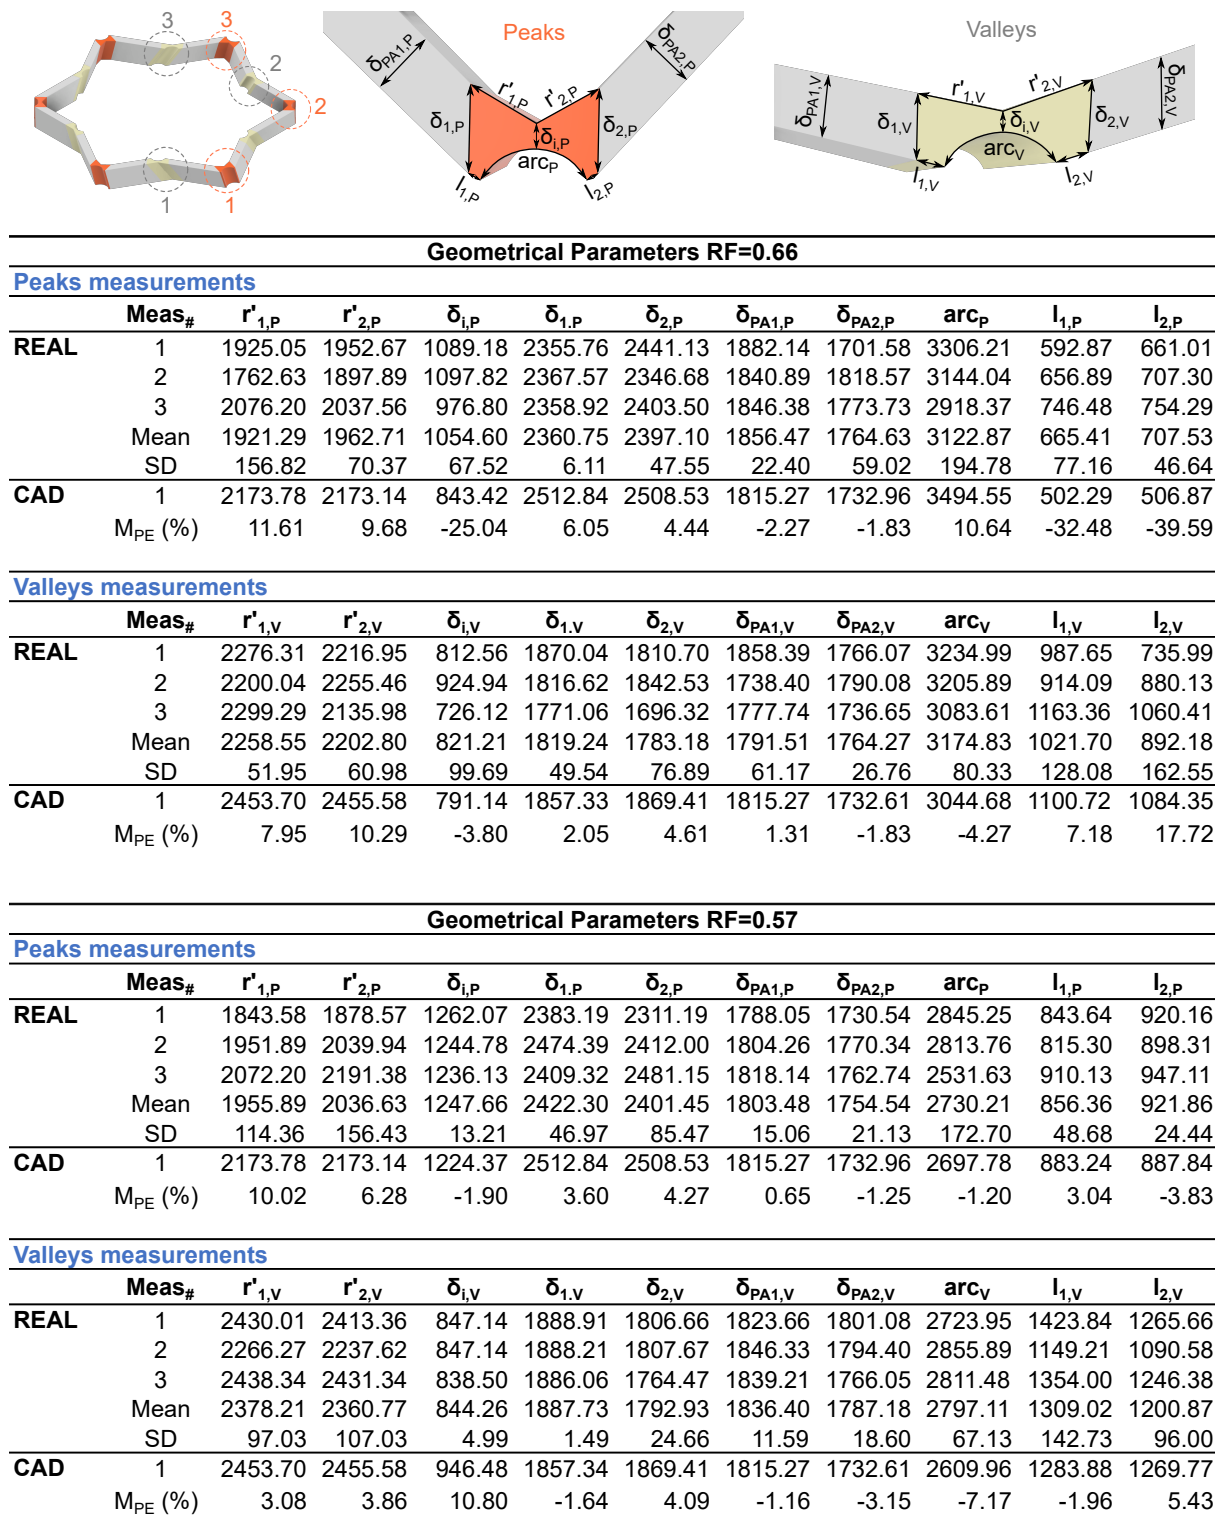 3 3 2 2 1 1
Peaks
δPA1,P δPA2,P
r'1,P r'2,P
δ1,P δi,P δ2,P
arcP
l1,P l2,P
Valleys
δPA1,V r'1,V r'2,V δPA2,V
δ1,V δi,V δ2,V
arcV
l1,V l2,V
Geometrical Parameters RF=0.66
Peaks measurements
Meas# r'1,P r'2,P δi,P δ1.P δ2,P δPA1,P δPA2,P arcP l1,P l2,P
REAL 1 1925.05 1952.67 1089.18 2355.76 2441.13 1882.14 1701.58 3306.21 592.87 661.01
2 1762.63 1897.89 1097.82 2367.57 2346.68 1840.89 1818.57 3144.04 656.89 707.30
3 2076.20 2037.56 976.80 2358.92 2403.50 1846.38 1773.73 2918.37 746.48 754.29
Mean 1921.29 1962.71 1054.60 2360.75 2397.10 1856.47 1764.63 3122.87 665.41 707.53
SD 156.82 70.37 67.52 6.11 47.55 22.40 59.02 194.78 77.16 46.64
CAD 1 2173.78 2173.14 843.42 2512.84 2508.53 1815.27 1732.96 3494.55 502.29 506.87
MPE (%) 11.61 9.68 -25.04 6.05 4.44 -2.27 -1.83 10.64 -32.48 -39.59
Valleys measurements
Meas# r'1,V r'2,V δi,V δ1.V δ2,V δPA1,V δPA2,V arcV l1,V l2,V
REAL 1 2276.31 2216.95 812.56 1870.04 1810.70 1858.39 1766.07 3234.99 987.65 735.99
2 2200.04 2255.46 924.94 1816.62 1842.53 1738.40 1790.08 3205.89 914.09 880.13
3 2299.29 2135.98 726.12 1771.06 1696.32 1777.74 1736.65 3083.61 1163.36 1060.41
Mean 2258.55 2202.80 821.21 1819.24 1783.18 1791.51 1764.27 3174.83 1021.70 892.18
SD 51.95 60.98 99.69 49.54 76.89 61.17 26.76 80.33 128.08 162.55
CAD 1 2453.70 2455.58 791.14 1857.33 1869.41 1815.27 1732.61 3044.68 1100.72 1084.35
MPE (%) 7.95 10.29 -3.80 2.05 4.61 1.31 -1.83 -4.27 7.18 17.72
Geometrical Parameters RF=0.57
Peaks measurements
Meas# r'1,P r'2,P δi,P δ1.P δ2,P δPA1,P δPA2,P arcP l1,P l2,P
REAL 1 1843.58 1878.57 1262.07 2383.19 2311.19 1788.05 1730.54 2845.25 843.64 920.16
2 1951.89 2039.94 1244.78 2474.39 2412.00 1804.26 1770.34 2813.76 815.30 898.31
3 2072.20 2191.38 1236.13 2409.32 2481.15 1818.14 1762.74 2531.63 910.13 947.11
Mean 1955.89 2036.63 1247.66 2422.30 2401.45 1803.48 1754.54 2730.21 856.36 921.86
SD 114.36 156.43 13.21 46.97 85.47 15.06 21.13 172.70 48.68 24.44
CAD 1 2173.78 2173.14 1224.37 2512.84 2508.53 1815.27 1732.96 2697.78 883.24 887.84
MPE (%) 10.02 6.28 -1.90 3.60 4.27 0.65 -1.25 -1.20 3.04 -3.83
Valleys measurements
Meas# r'1,V r'2,V δi,V δ1.V δ2,V δPA1,V δPA2,V arcV l1,V l2,V
REAL 1 2430.01 2413.36 847.14 1888.91 1806.66 1823.66 1801.08 2723.95 1423.84 1265.66
2 2266.27 2237.62 847.14 1888.21 1807.67 1846.33 1794.40 2855.89 1149.21 1090.58
3 2438.34 2431.34 838.50 1886.06 1764.47 1839.21 1766.05 2811.48 1354.00 1246.38
Mean 2378.21 2360.77 844.26 1887.73 1792.93 1836.40 1787.18 2797.11 1309.02 1200.87
SD 97.03 107.03 4.99 1.49 24.66 11.59 18.60 67.13 142.73 96.00
CAD 1 2453.70 2455.58 946.48 1857.34 1869.41 1815.27 1732.61 2609.96 1283.88 1269.77
MPE (%) 3.08 3.86 10.80 -1.64 4.09 -1.16 -3.15 -7.17 -1.96 5.43